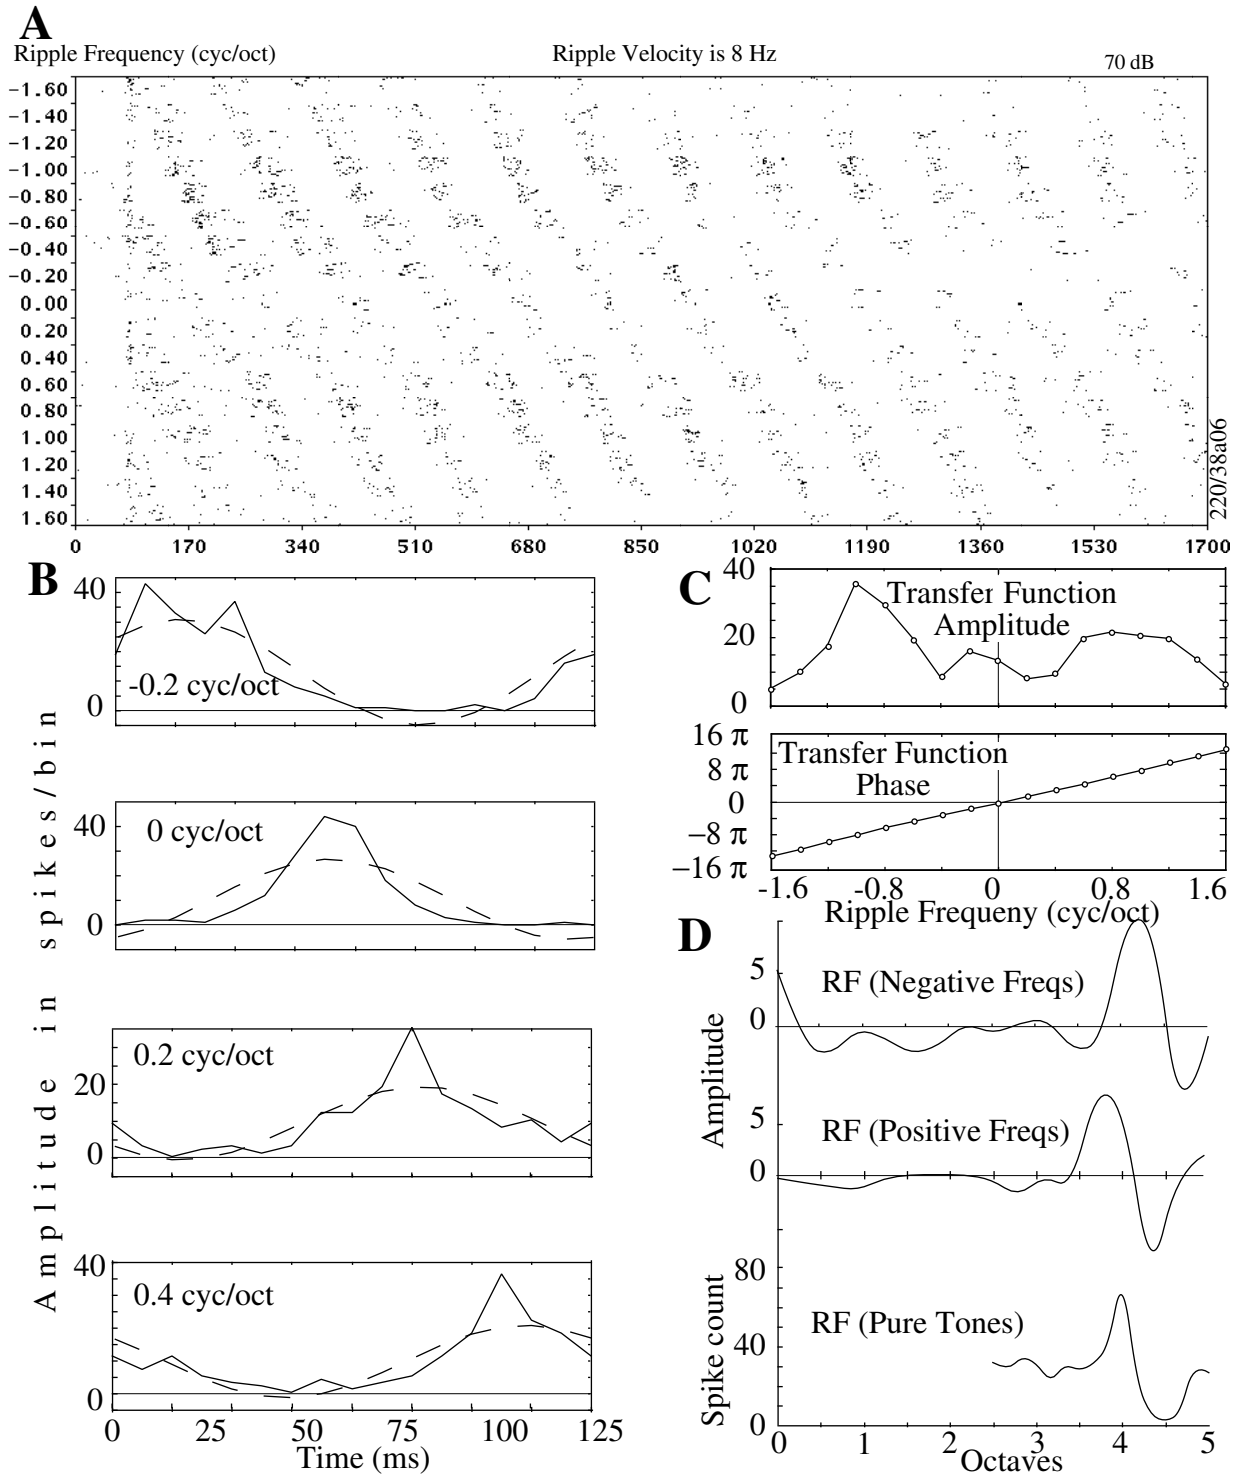 A
Ripple Frequency (cyc/oct)
Ripple Velocity is 8 Hz
70 dB
−1.60
−1.40
−1.20
−1.00
−0.80
−0.60
−0.40
−0.20
0.00
0.20
0.40
0.60
0.80
1.00
1.20
1.40
1.60
220/38a06
0 170 340 510 680 850 1020 1190 1360 1530 1700
B
Amplitude in spikes/bin
40
0
-0.2 cyc/oct
40
0
0 cyc/oct
20
0
0.2 cyc/oct
40
0
0.4 cyc/oct
0 25 50 75 100 125
Time (ms)
C
40
20
0
Transfer Function
Amplitude
16 π
8 π
0
−8 π
−16 π
Transfer Function
Phase
-1.6 -0.8 0 0.8 1.6
Ripple Frequeny (cyc/oct)
D
Amplitude
5
0
RF (Negative Freqs)
5
0
RF (Positive Freqs)
Spike count
80
40
0
RF (Pure Tones)
0 1 2 3 4 5
Octaves